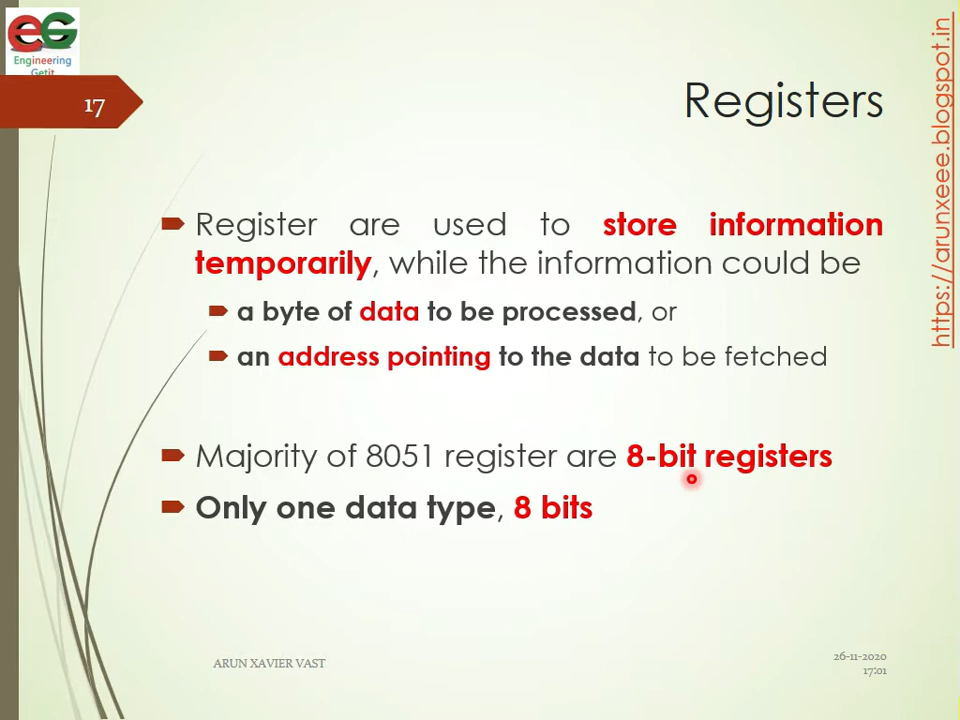 eG
Engineering
Getit
17
Registers
https://arunxeee.blogspot.in
Register are used to store information
temporarily, while the information could be
a byte of data to be processed, or
an address pointing to the data to be fetched
Majority of 8051 register are 8-bit registers
Only one data type, 8 bits
ARUN XAVIER VAST
26-11-2020
17:01